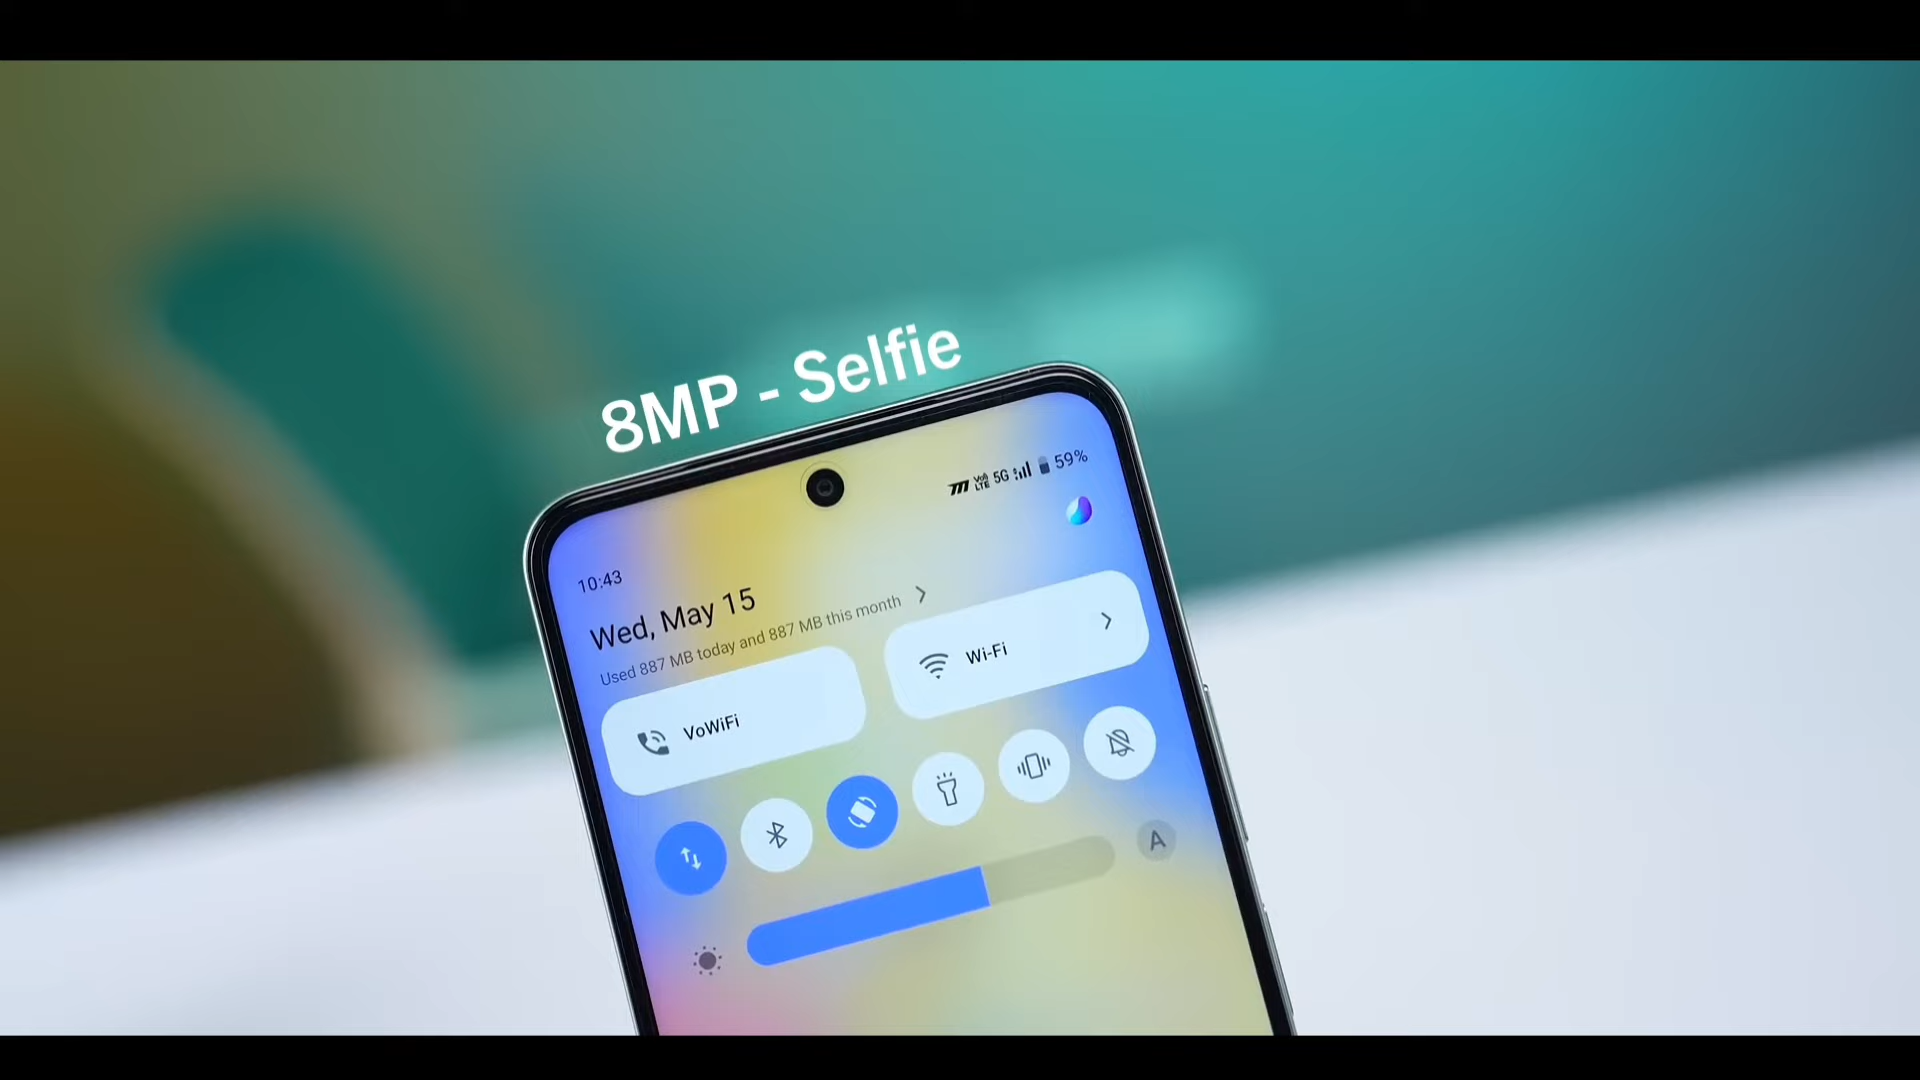 8MP - Selfie
VoLTE 5G 59%
10:43
Wed, May 15
Used 887 MB today and 887 MB this month
VoWiFi
Wi-Fi
A